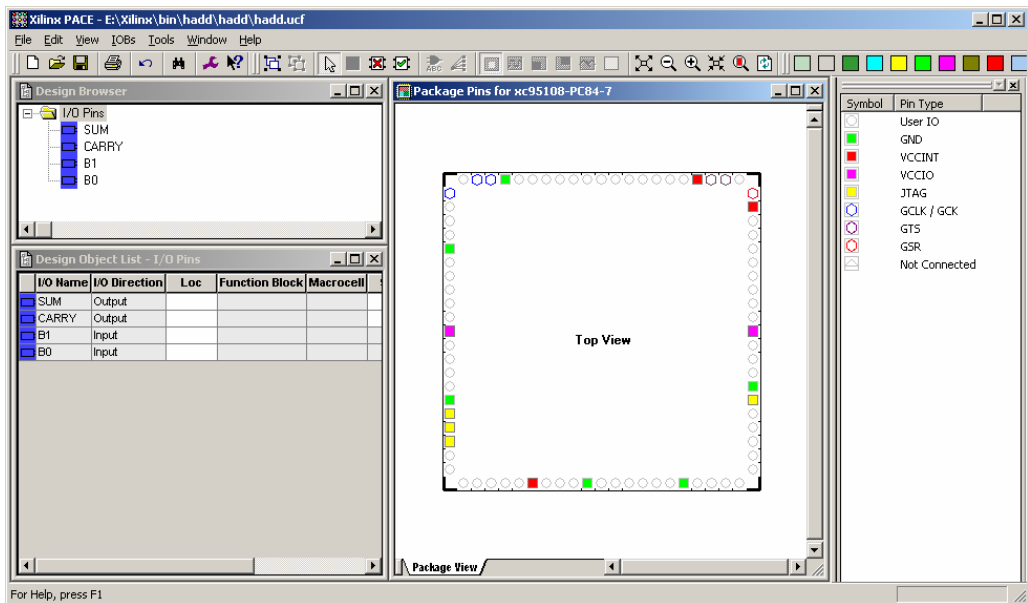 Xilinx PACE - E:\Xilinx\bin\hadd\hadd\hadd.ucf
File Edit View IOBs Tools Window Help
Design Browser
I/O Pins
SUM
CARRY
B1
B0
Design Object List - I/O Pins
I/O Name I/O Direction Loc Function Block Macrocell S
SUM Output
CARRY Output
B1 Input
B0 Input
Package Pins for xc95108-PC84-7
Top View
Package View
Symbol Pin Type
User IO
GND
VCCINT
VCCIO
JTAG
GCLK / GCK
GTS
GSR
Not Connected
For Help, press F1